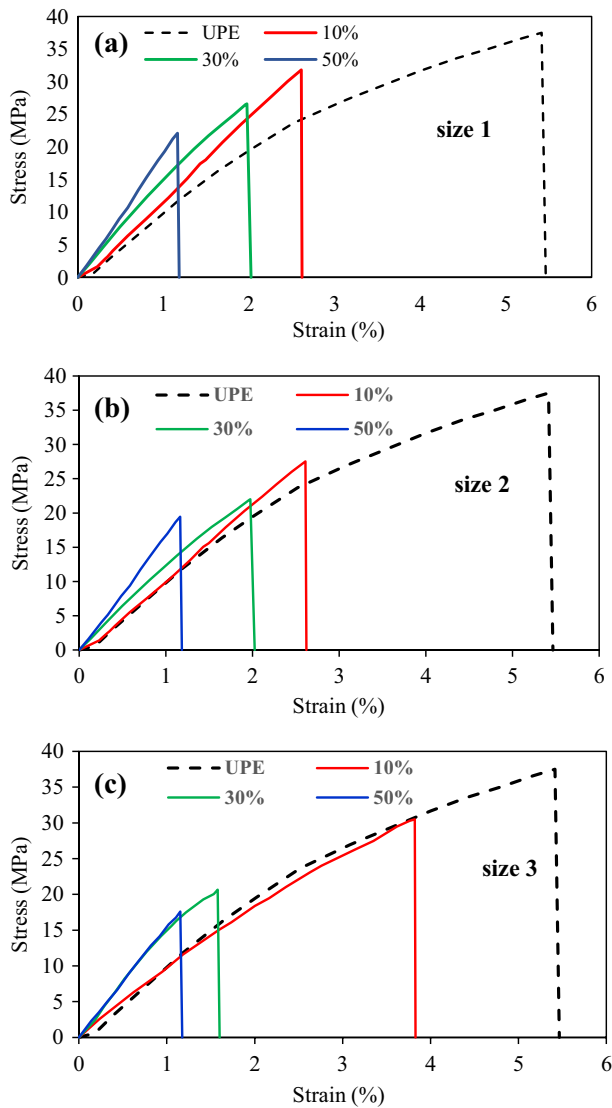 (a)
UPE 10%
30% 50%
size 1
Stress (MPa)
40
35
30
25
20
15
10
5
0
0 1 2 3 4 5 6
Strain (%)
(b)
UPE 10%
30% 50%
size 2
Stress (MPa)
40
35
30
25
20
15
10
5
0
0 1 2 3 4 5 6
Strain (%)
(c)
UPE 10%
30% 50%
size 3
Stress (MPa)
40
35
30
25
20
15
10
5
0
0 1 2 3 4 5 6
Strain (%)